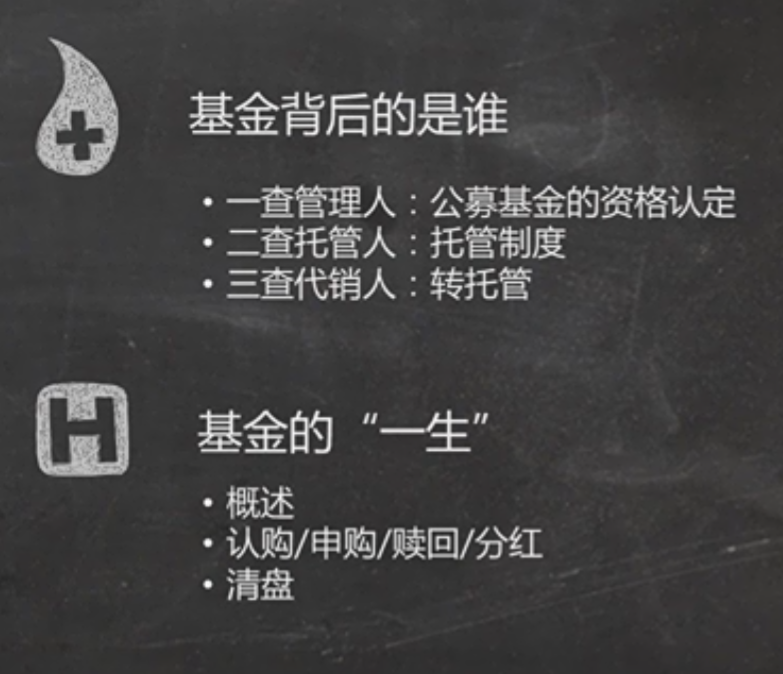 基金背后的是谁
•一查管理人：公募基金的资格认定
•二查托管人：托管制度
•三查代销人：转托管
H
基金的“一生”
•概述
•认购/申购/赎回/分红
•清盘